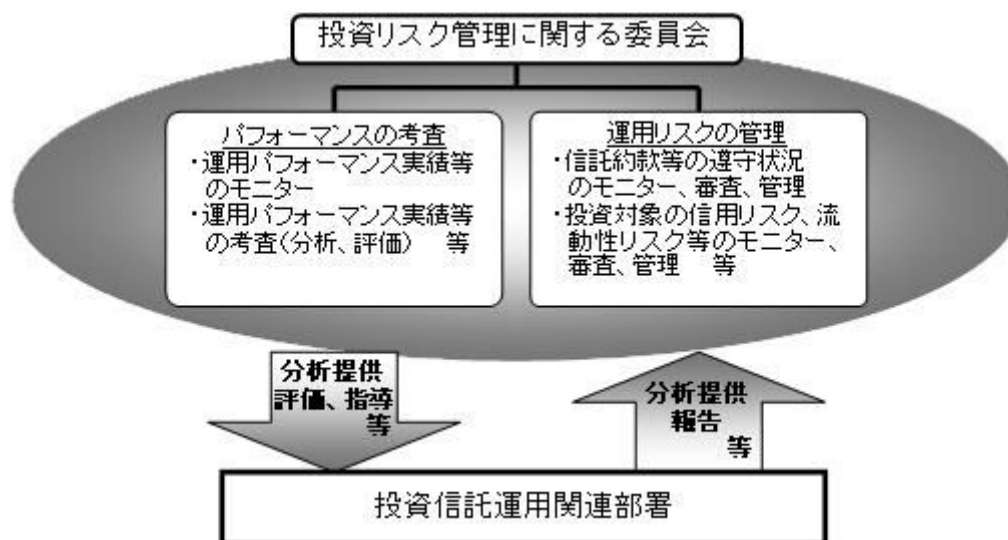 投資リスク管理に関する委員会
パフォーマンスの考査
・運用パフォーマンス実績等
のモニター
・運用パフォーマンス実績等
の考査(分析、評価) 等
運用リスクの管理
・信託約款等の遵守状況
のモニター、審査、管理
・投資対象の信用リスク、流
動性リスク等のモニター、
審査、管理 等
分析提供
評価、指導
等
分析提供
報告
等
投資信託運用関連部署